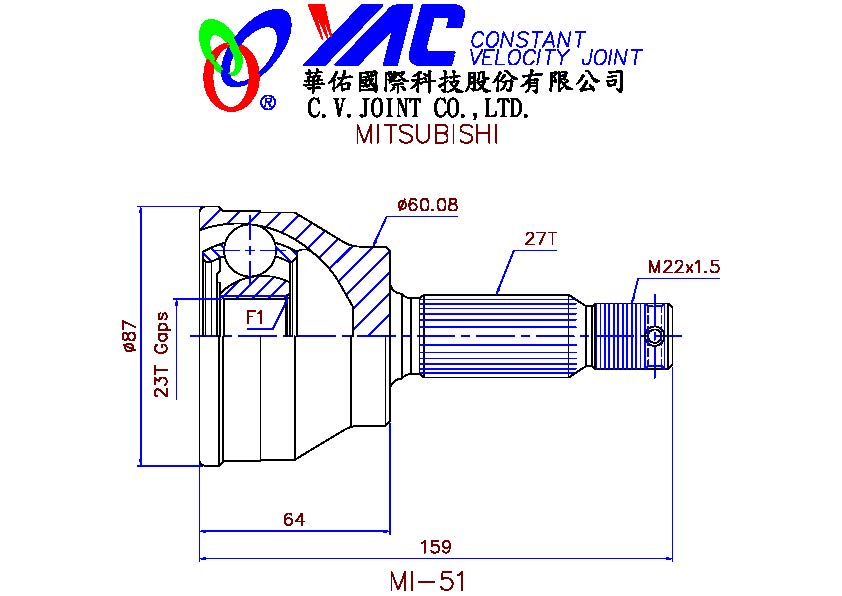 YAC CONSTANT
VELOCITY JOINT
®
華佑國際科技股份有限公司
C.V.JOINT CO.,LTD.
MITSUBISHI
ø60.08
27T
M22x1.5
F1
ø87
23T Gaps
64
159
MI-51